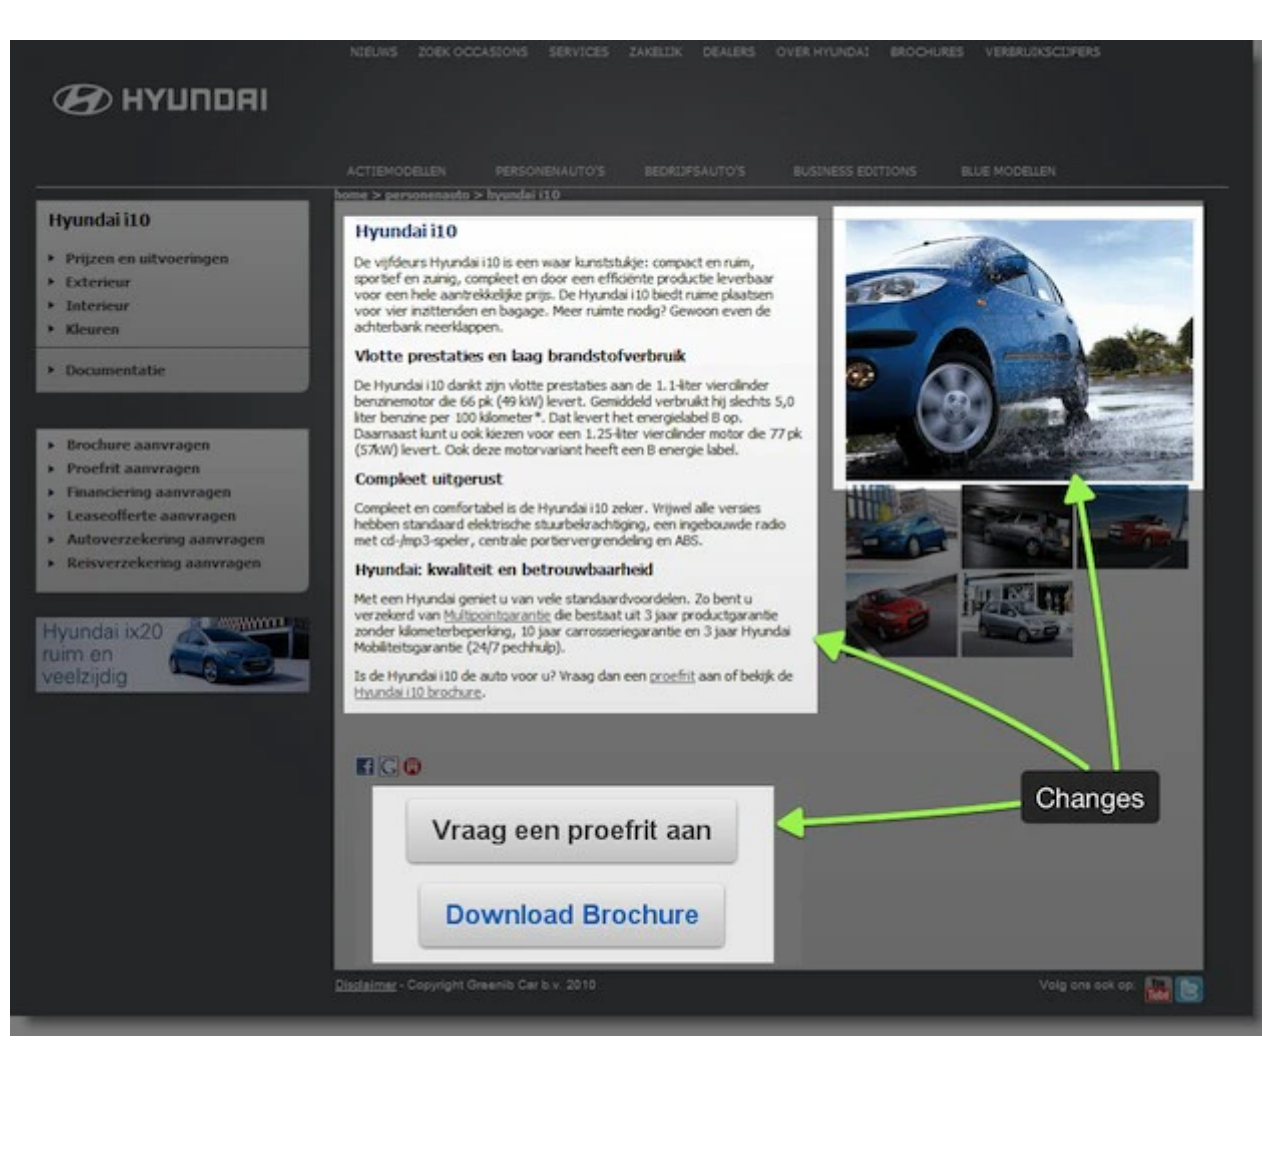 NIEUWS ZOEK OCCASIONS SERVICES ZAKELIJK DEALERS OVER HYUNDAI BROCHURES VERBRUIKSCIJFERS
HYUNDAI
ACTIEMODELLEN PERSONENAUTO'S BEDRIJFSAUTO'S BUSINESS EDITIONS BLUE MODELLEN
home > personenauto > hyundai i10
Hyundai i10
Prijzen en uitvoeringen
Exterieur
Interieur
Kleuren
Documentatie
Brochure aanvragen
Proefrit aanvragen
Financiering aanvragen
Leaseofferte aanvragen
Autoverzekering aanvragen
Reisverzekering aanvragen
Hyundai ix20
ruim en
veelzijdig
Hyundai i10
De vijfdeurs Hyundai i10 is een waar kunststukje: compact en ruim,
sportief en zuinig, compleet en door een efficiënte productie leverbaar
voor een hele aantrekkelijke prijs. De Hyundai i10 biedt ruime plaatsen
voor vier inzittenden en bagage. Meer ruimte nodig? Gewoon even de
achterbank neerklappen.
Vlotte prestaties en laag brandstofverbruik
De Hyundai i10 dankt zijn vlotte prestaties aan de 1.1-liter viercilinder
benzinemotor die 66 pk (49 kW) levert. Gemiddeld verbruikt hij slechts 5,0
liter benzine per 100 kilometer*. Dat levert het energielabel B op.
Daarnaast kunt u ook kiezen voor een 1.25-liter viercilinder motor die 77 pk
(57kW) levert. Ook deze motorvariant heeft een B energie label.
Compleet uitgerust
Compleet en comfortabel is de Hyundai i10 zeker. Vrijwel alle versies
hebben standaard elektrische stuurbekrachtiging, een ingebouwde radio
met cd-/mp3-speler, centrale portiervergrendeling en ABS.
Hyundai: kwaliteit en betrouwbaarheid
Met een Hyundai geniet u van vele standaardvoordelen. Zo bent u
verzekerd van Multipointgarantie die bestaat uit 3 jaar productgarantie
zonder kilometerbeperking, 10 jaar carrosseriegarantie en 3 jaar Hyundai
Mobiliteitsgarantie (24/7 pechhulp).
Is de Hyundai i10 de auto voor u? Vraag dan een proefrit aan of bekijk de
Hyundai i10 brochure.
Changes
Vraag een proefrit aan
Download Brochure
Disclaimer - Copyright Greenib Car b.v. 2010
Volg ons ook op:
You
Tube